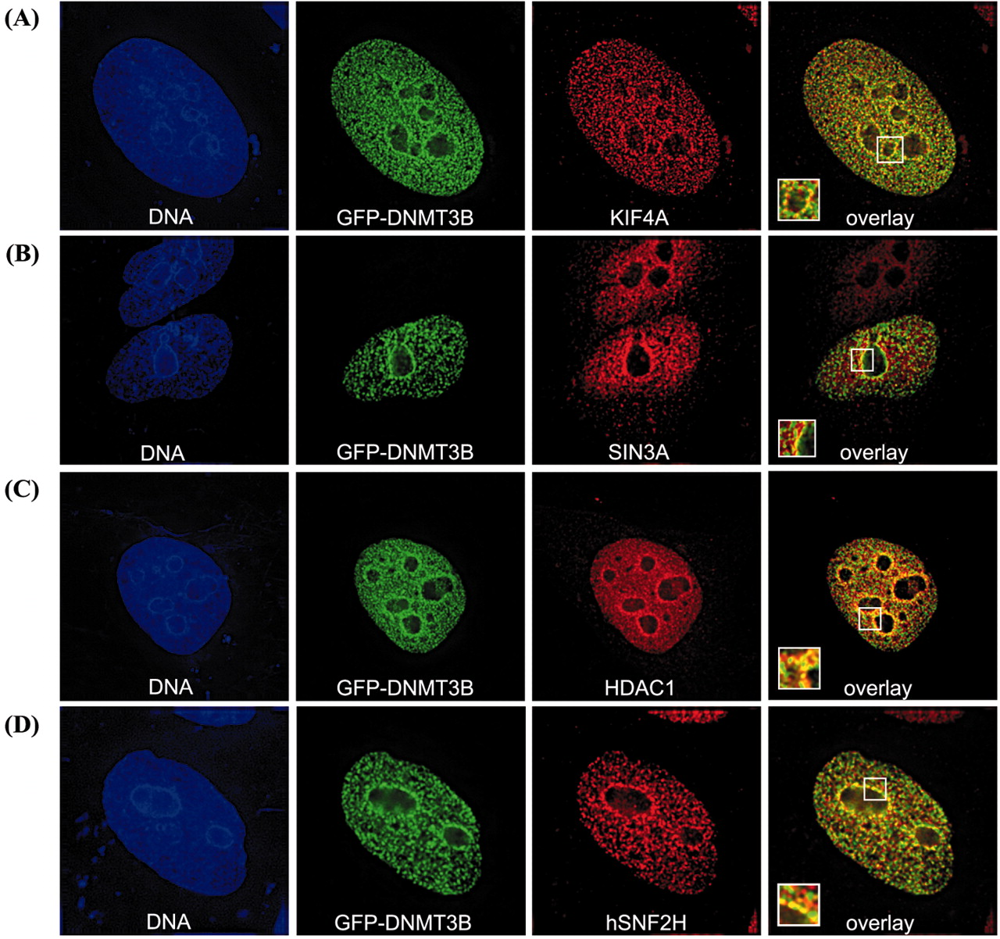 (A)
DNA
GFP-DNMT3B
KIF4A
overlay
(B)
DNA
GFP-DNMT3B
SIN3A
overlay
(C)
DNA
GFP-DNMT3B
HDAC1
overlay
(D)
DNA
GFP-DNMT3B
hSNF2H
overlay